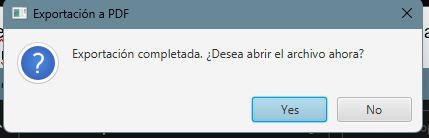 Exportación a PDF
Exportación completada. ¿Desea abrir el archivo ahora?
?
Yes No